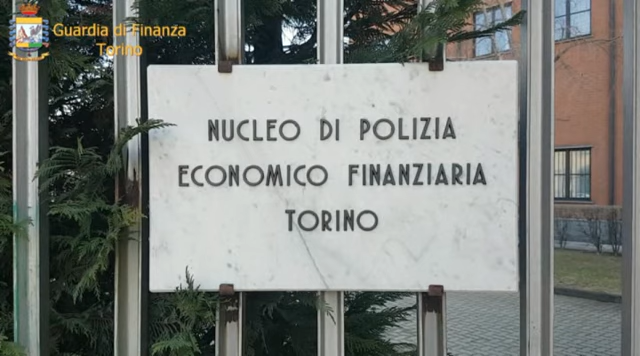 Guardia di Finanza
Torino
NUCLEO DI POLIZIA
ECONOMICO FINANZIARIA
TORINO